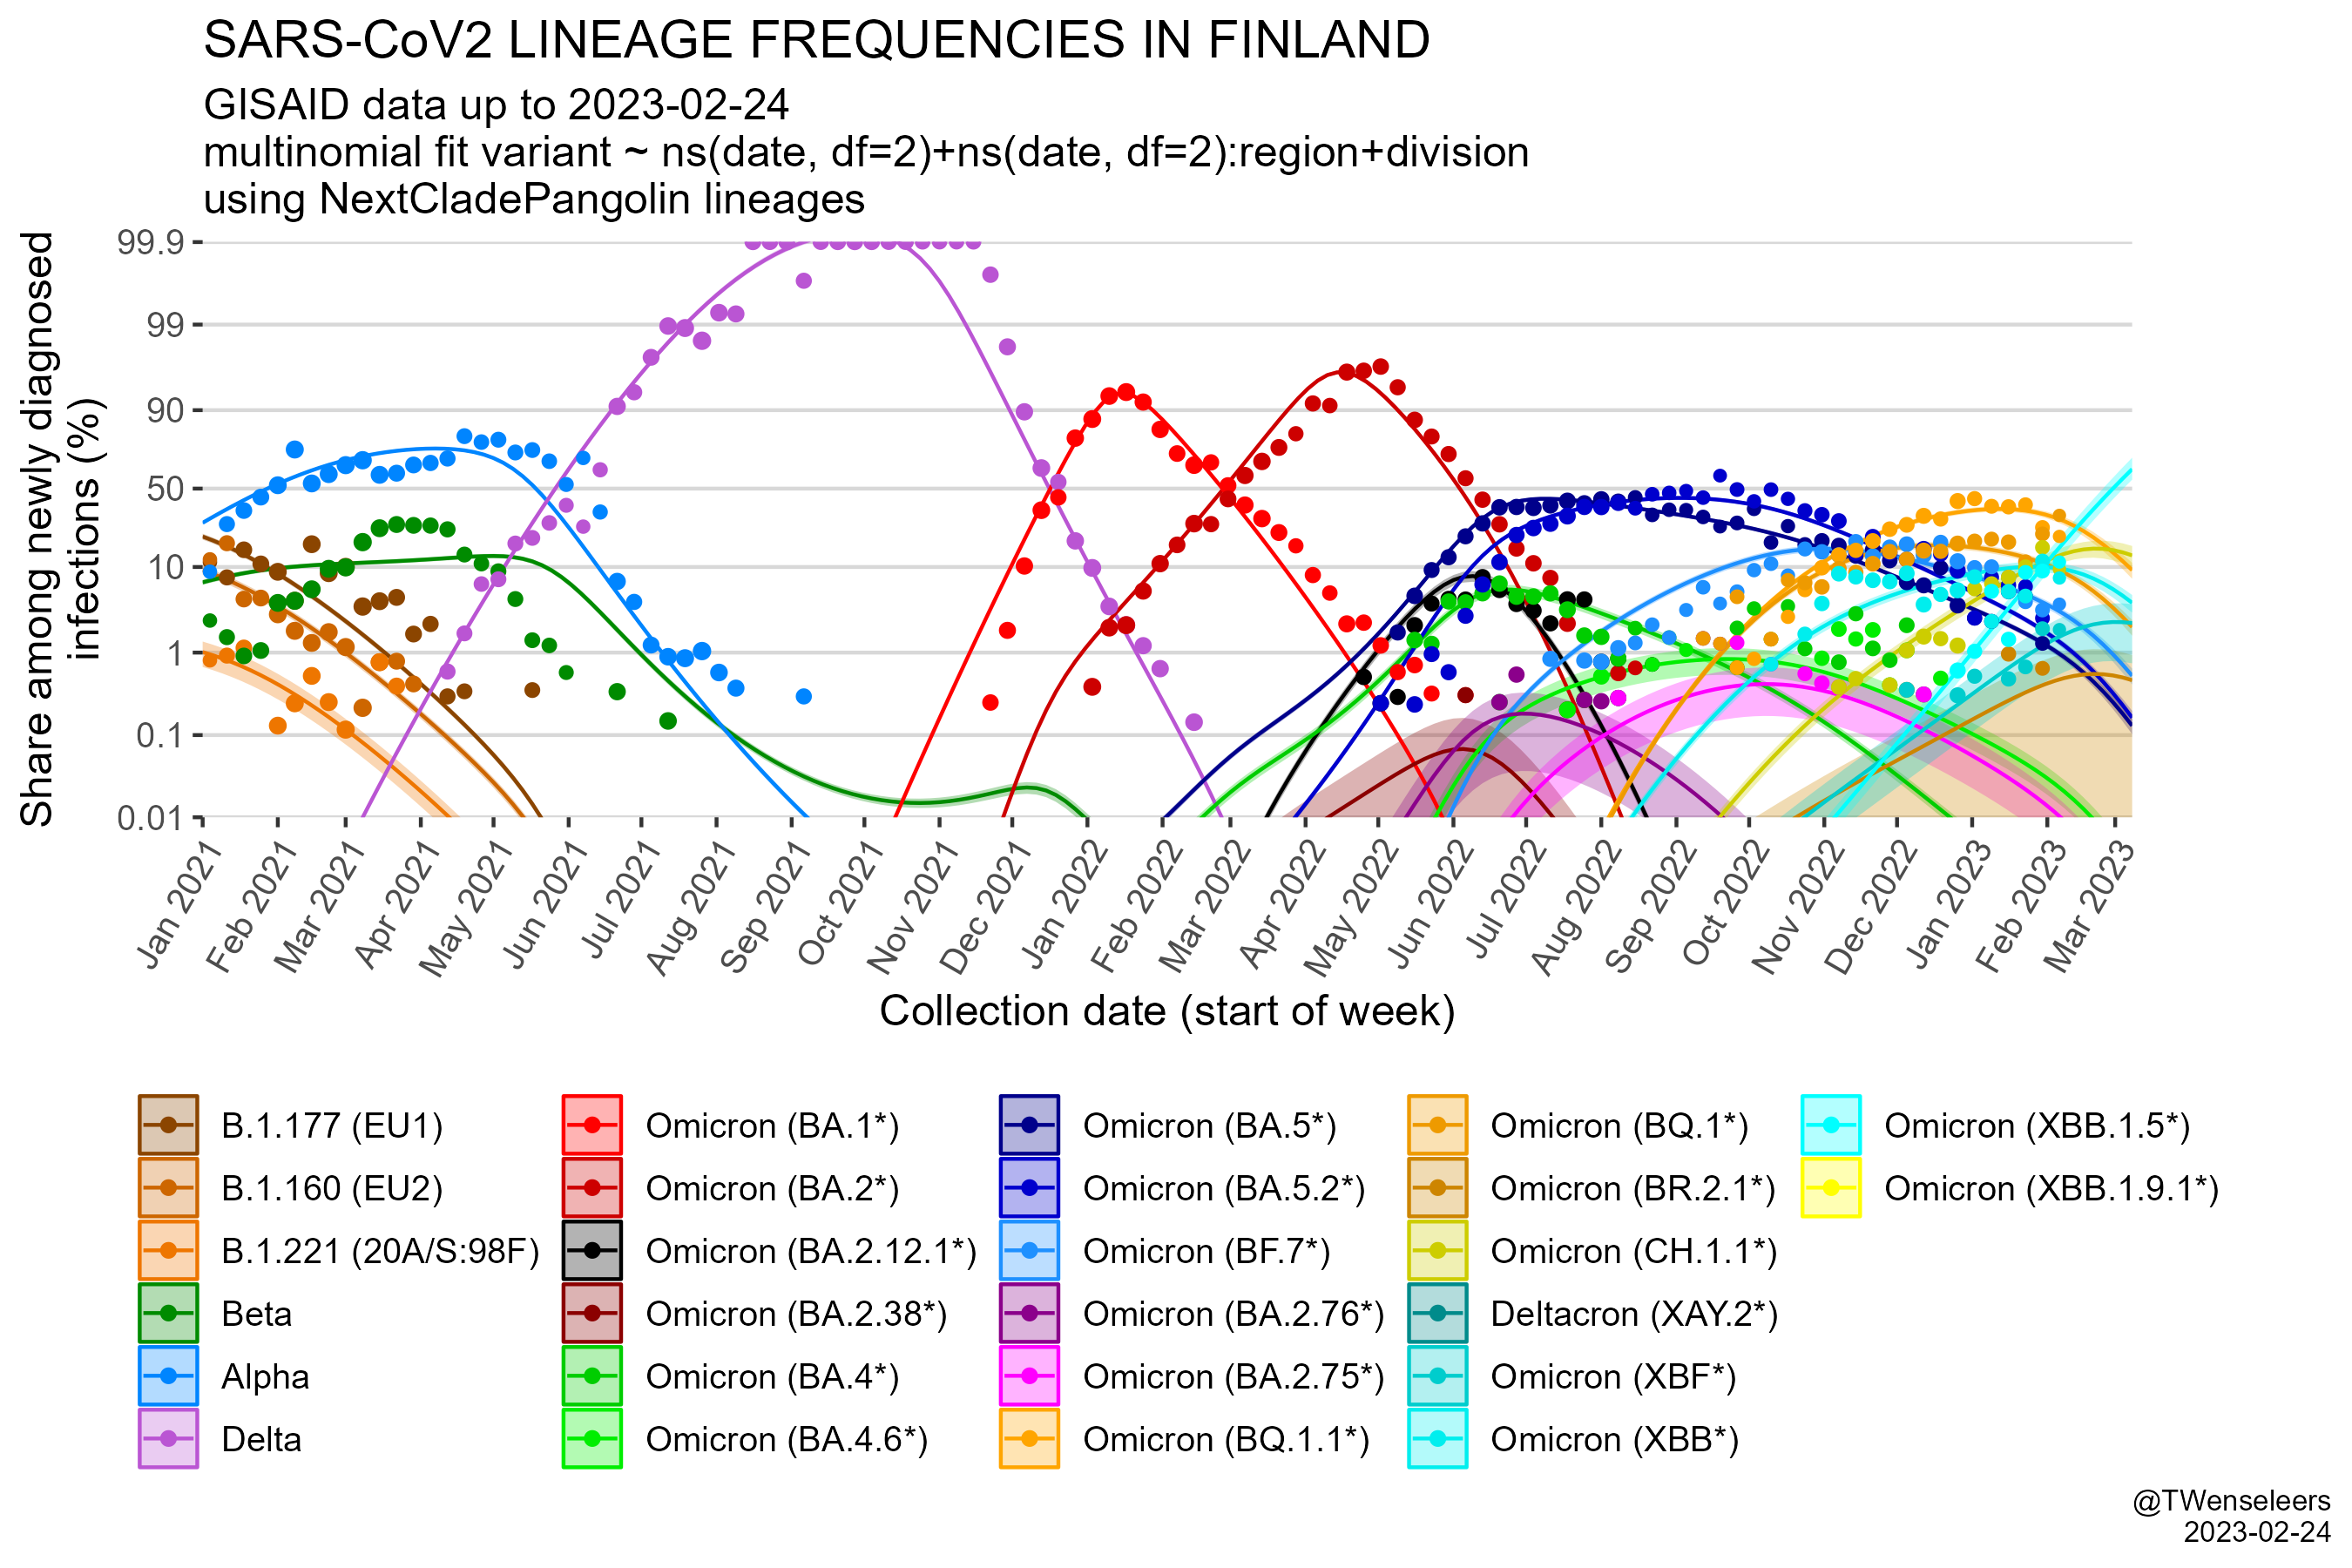 SARS-CoV2 LINEAGE FREQUENCIES IN FINLAND
GISAID data up to 2023-02-24
multinomial fit variant ~ ns(date, df=2)+ns(date, df=2):region+division
using NextCladePangolin lineages
Share among newly diagnosed
infections (%)
99.9
99
90
50
10
1
0.1
0.01
Jan 2021
Feb 2021
Mar 2021
Apr 2021
May 2021
Jun 2021
Jul 2021
Aug 2021
Sep 2021
Oct 2021
Nov 2021
Dec 2021
Jan 2022
Feb 2022
Mar 2022
Apr 2022
May 2022
Jun 2022
Jul 2022
Aug 2022
Sep 2022
Oct 2022
Nov 2022
Dec 2022
Jan 2023
Feb 2023
Mar 2023
Collection date (start of week)
B.1.177 (EU1)
B.1.160 (EU2)
B.1.221 (20A/S:98F)
Beta
Alpha
Delta
Omicron (BA.1*)
Omicron (BA.2*)
Omicron (BA.2.12.1*)
Omicron (BA.2.38*)
Omicron (BA.4*)
Omicron (BA.4.6*)
Omicron (BA.5*)
Omicron (BA.5.2*)
Omicron (BF.7*)
Omicron (BA.2.76*)
Omicron (BA.2.75*)
Omicron (BQ.1.1*)
Omicron (BQ.1*)
Omicron (BR.2.1*)
Omicron (CH.1.1*)
Deltacron (XAY.2*)
Omicron (XBF*)
Omicron (XBB*)
Omicron (XBB.1.5*)
Omicron (XBB.1.9.1*)
@TWenseleers
2023-02-24